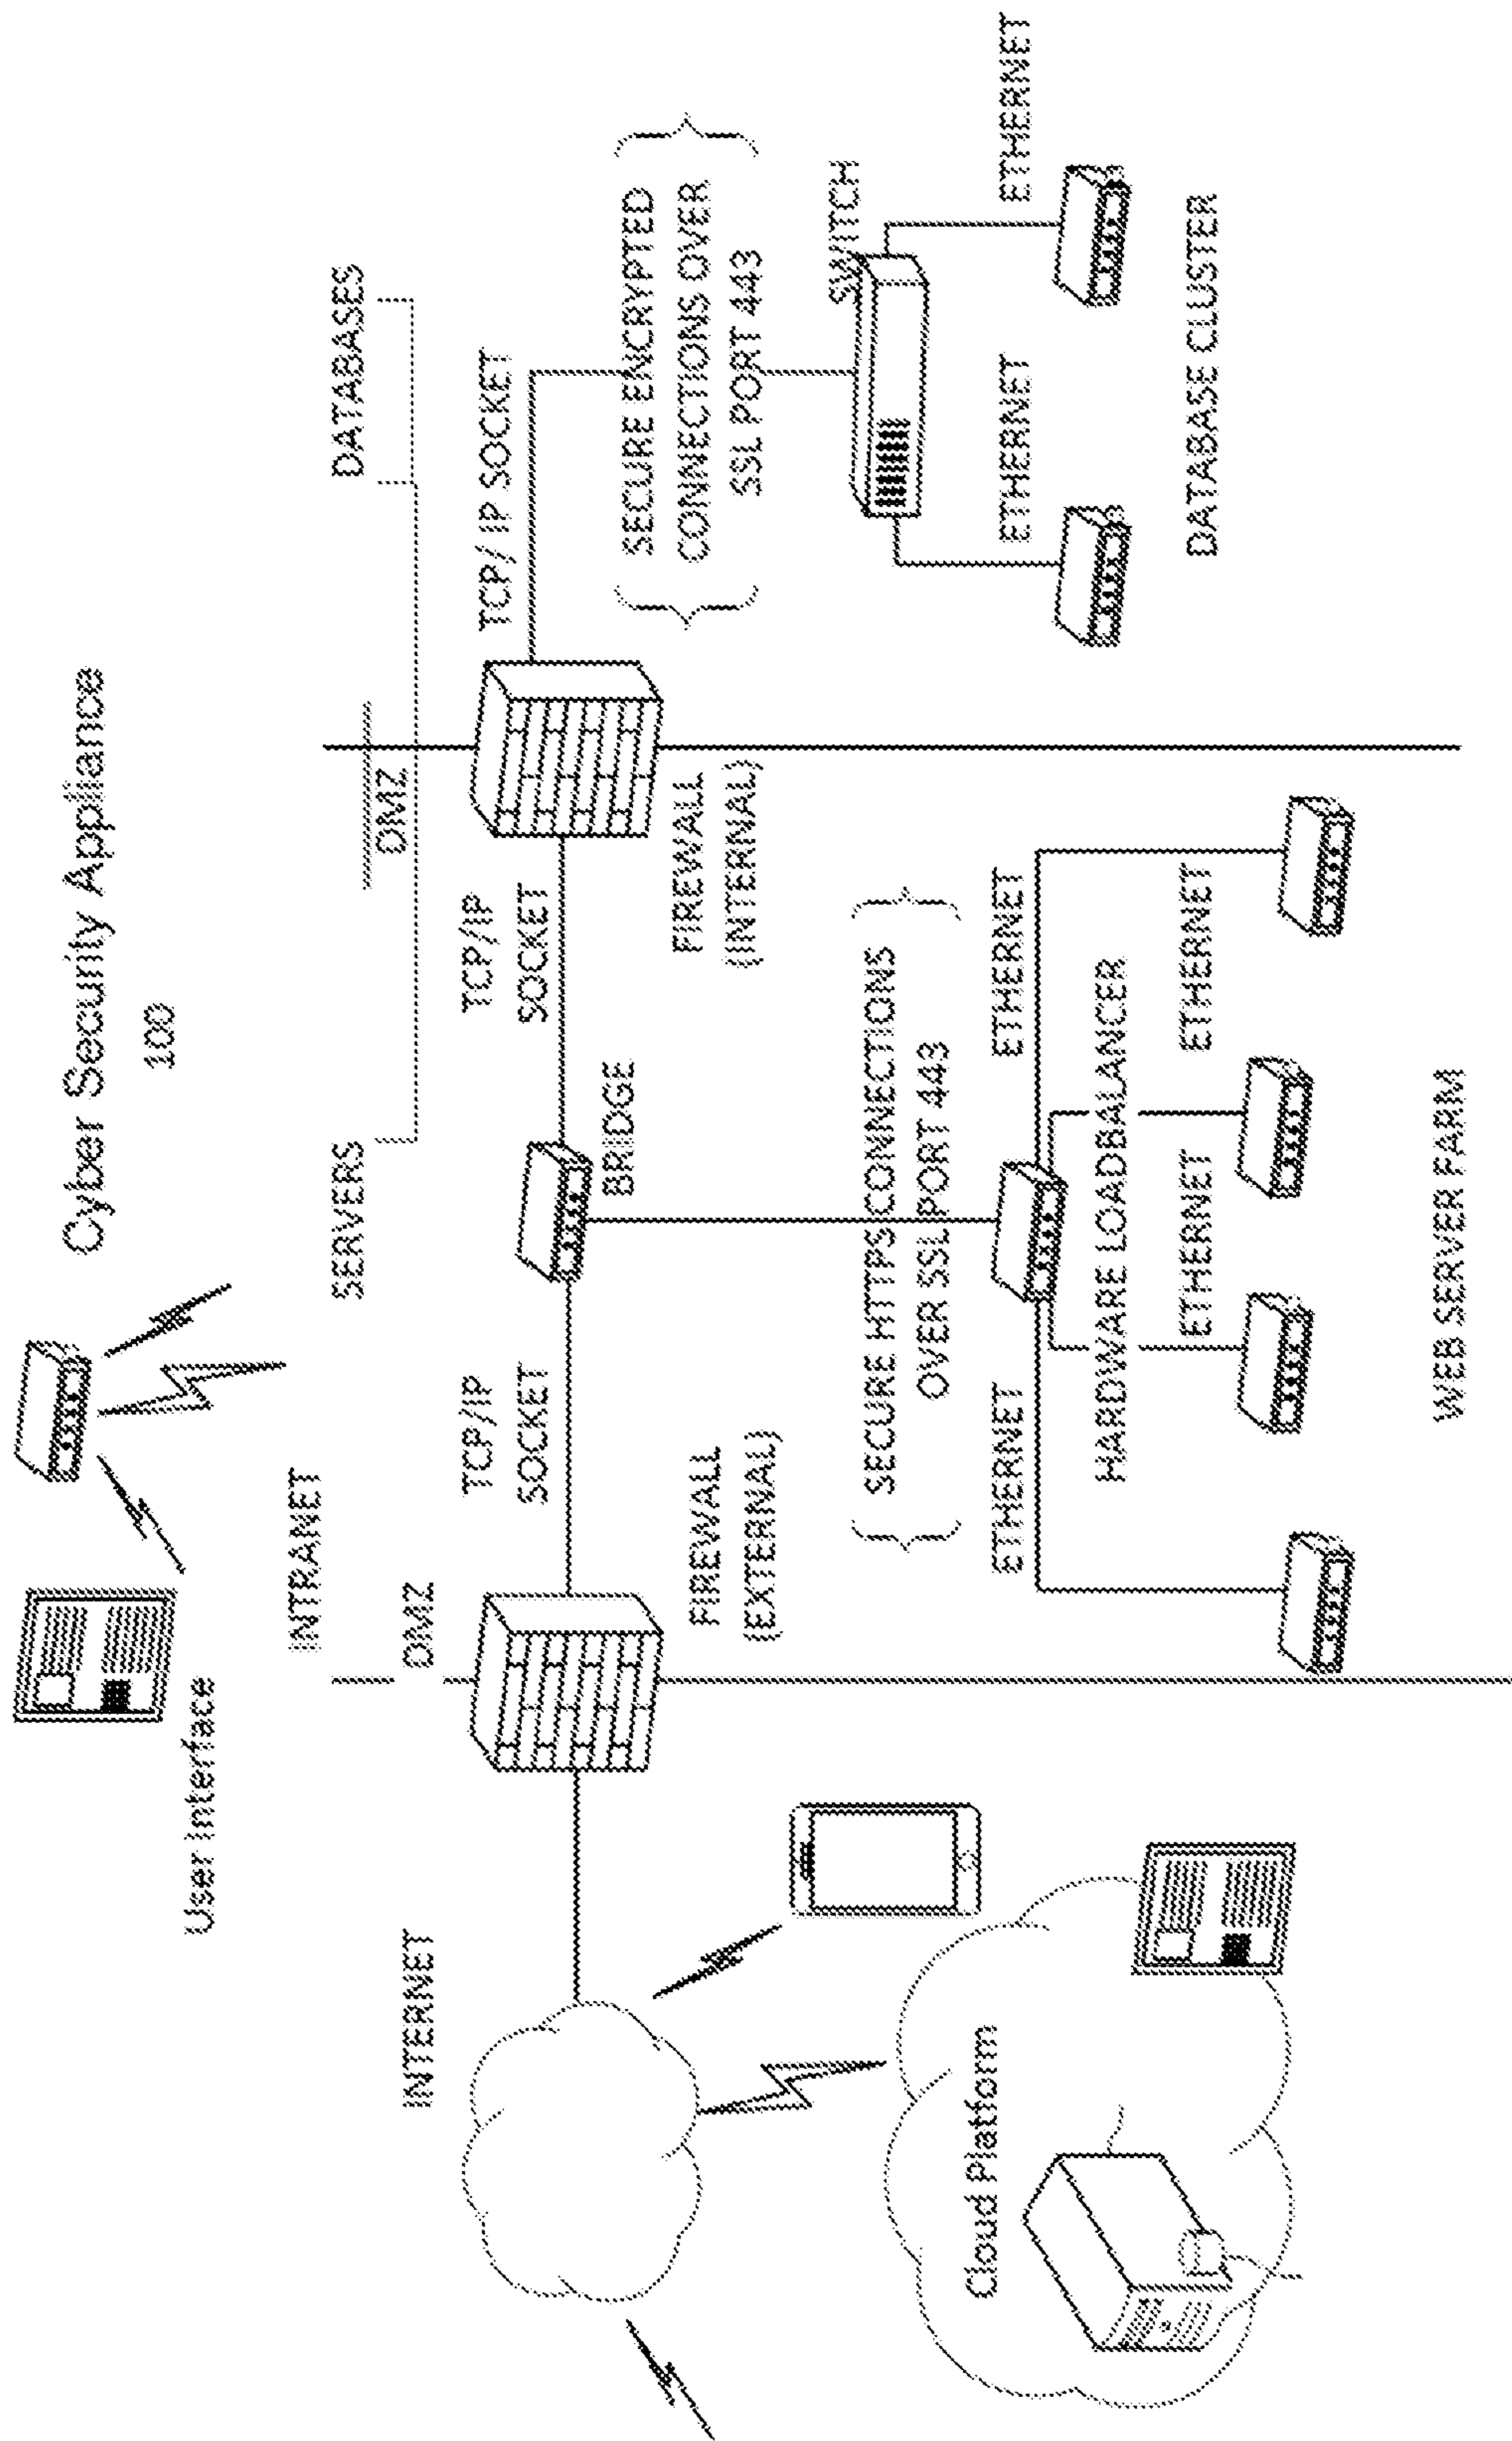 Cyber Security Appliance
100
User Interface
INTRANET
SERVERS
DATABASES
INTERNET
DMZ
DMZ
TCP/IP
SOCKET
TCP/IP
SOCKET
TCP/ IP SOCKET
BRIDGE
FIREWALL
(EXTERNAL)
FIREWALL
(INTERNAL)
SECURE ENCRYPTED
CONNECTIONS OVER
SSL PORT 443
SWITCH
SECURE HTTPS CONNECTIONS
OVER SSL PORT 443
Cloud Platform
ETHERNET
ETHERNET
ETHERNET
ETHERNET
HARDWARE LOADBALANCER
ETHERNET
ETHERNET
DATABASE CLUSTER
WEB SERVER FARM